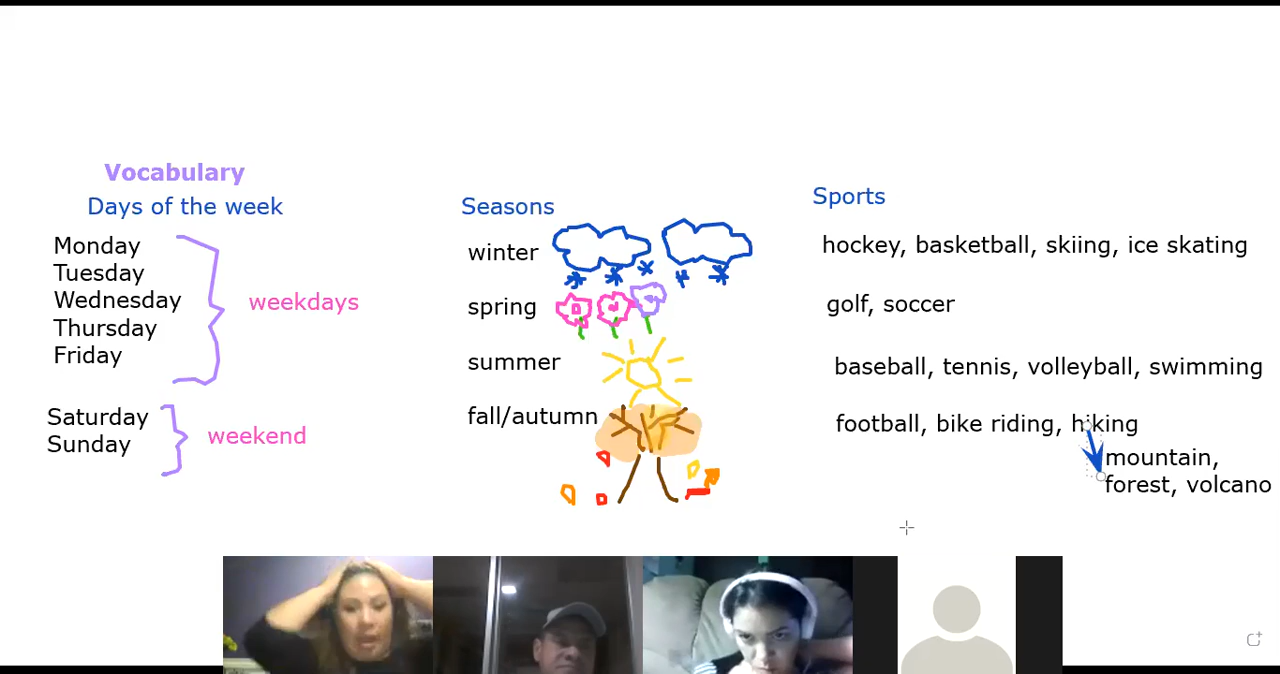 Vocabulary
Days of the week
Monday
Tuesday
Wednesday
Thursday
Friday
weekdays
Saturday
Sunday
weekend
Seasons
winter
spring
summer
fall/autumn
Sports
hockey, basketball, skiing, ice skating
golf, soccer
baseball, tennis, volleyball, swimming
football, bike riding, hiking
mountain,
forest, volcano